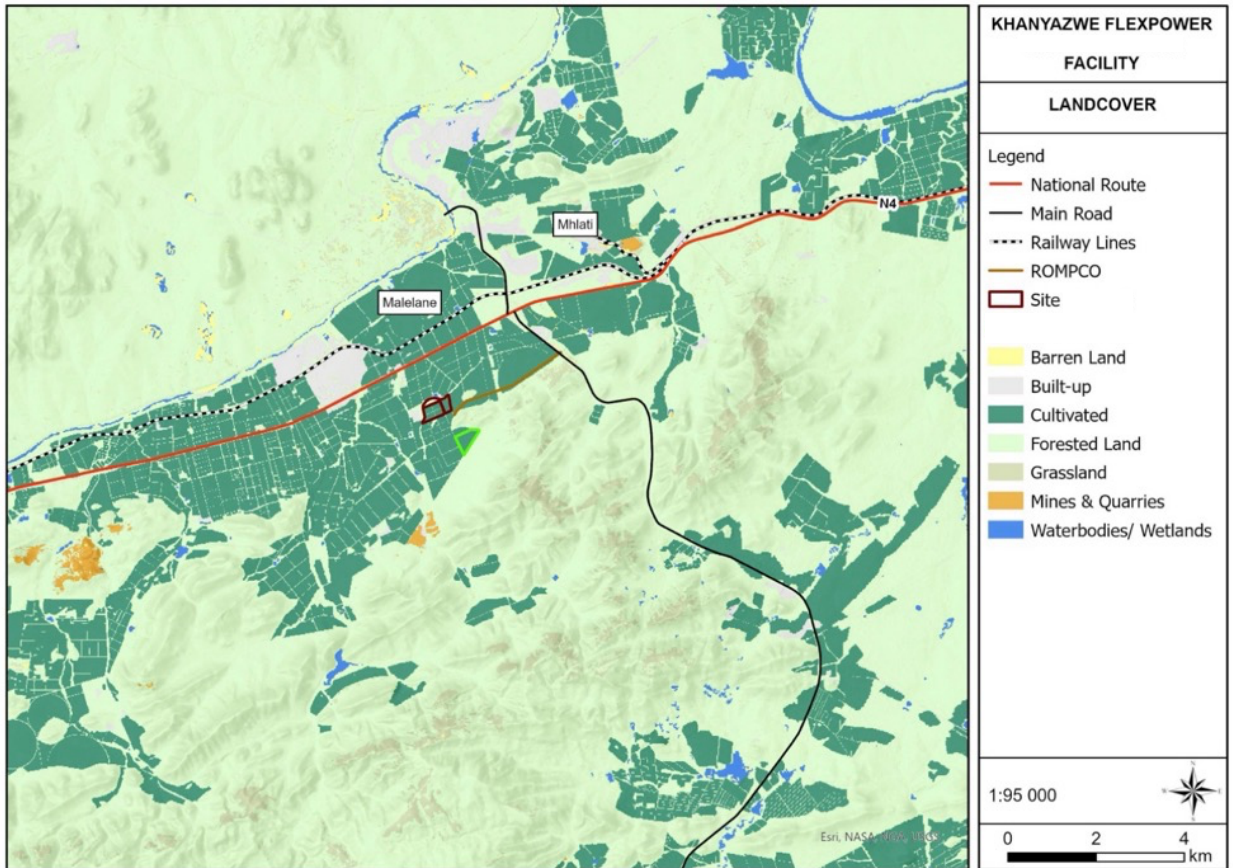 KHANYAZWE FLEXPOWER
FACILITY
LANDCOVER
Legend
National Route
Main Road
Railway Lines
ROMPCO
Site
Barren Land
Built-up
Cultivated
Forested Land
Grassland
Mines & Quarries
Waterbodies/ Wetlands
1:95 000
N
W E
S
0 2 4
km
N4
Mhlati
Malelane
Esri, NASA, NGA, USGS